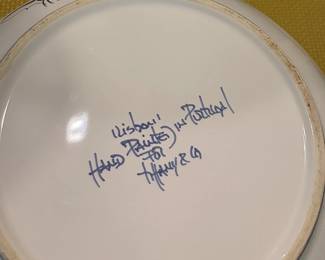 "Lisbon"
HAND PAINTED IN PORTUGAL
FOR
TIFFANY & CO